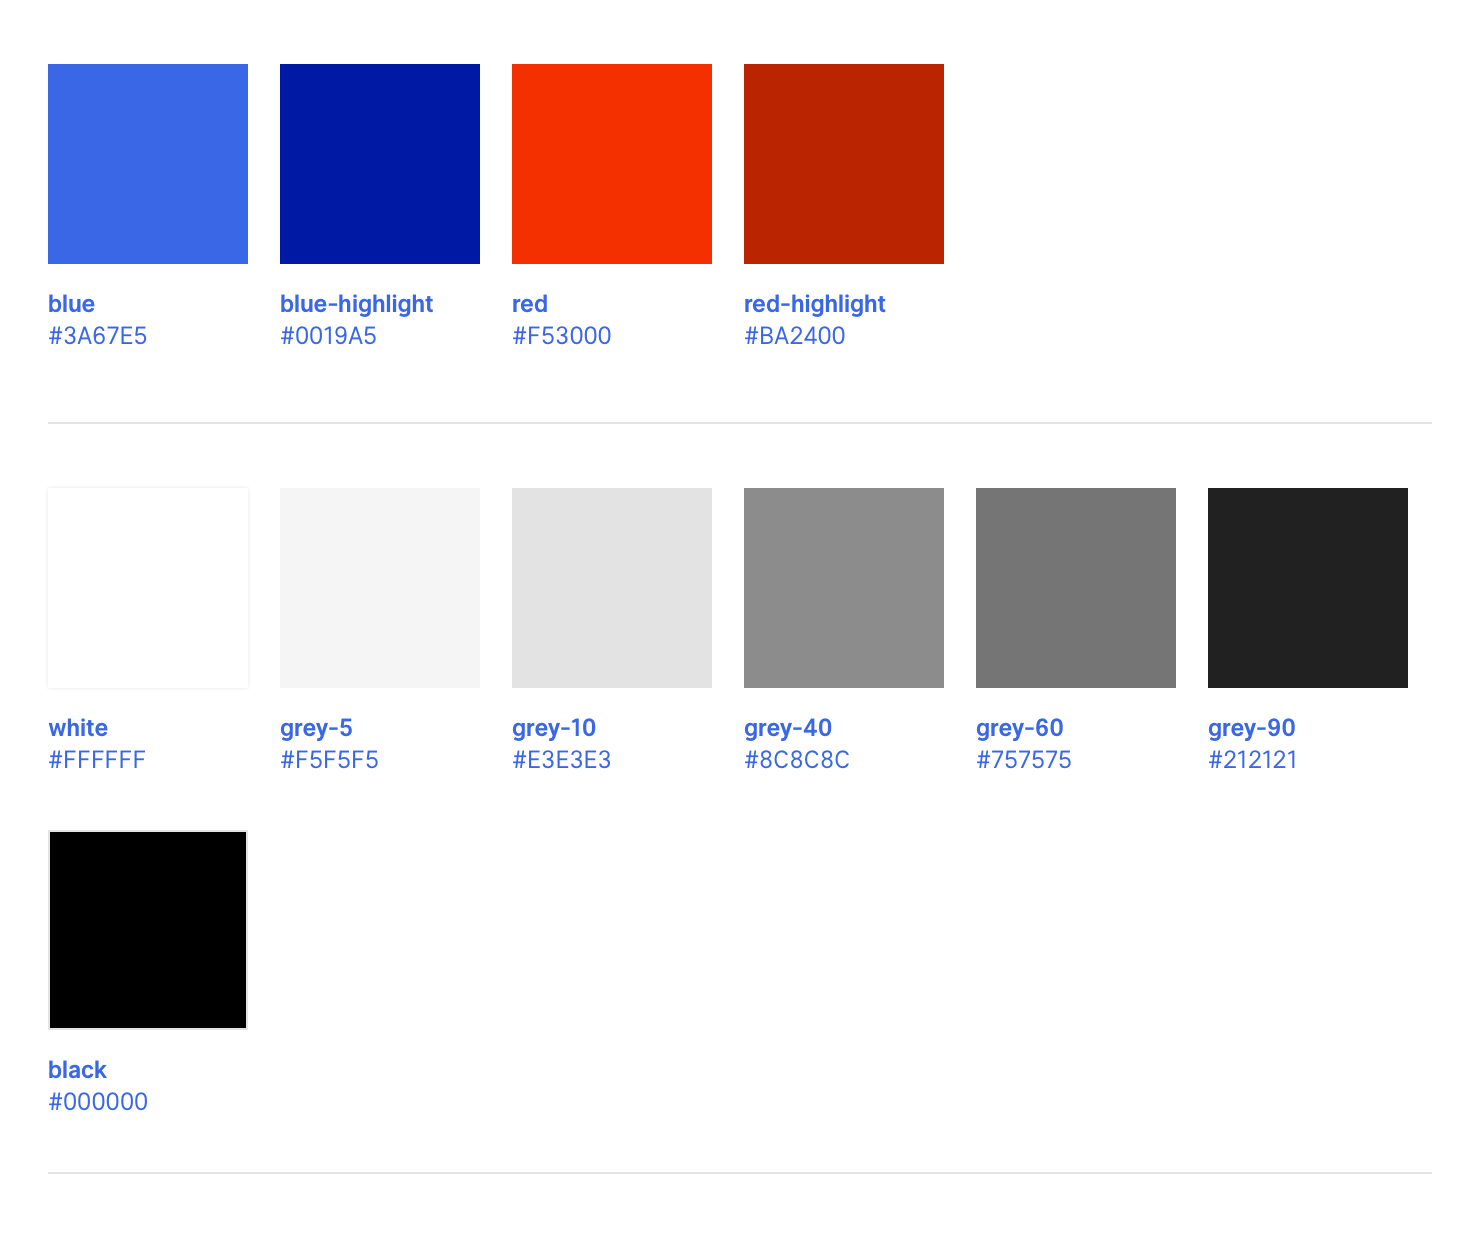 blue
#3A67E5
blue-highlight
#0019A5
red
#F53000
red-highlight
#BA2400
white
#FFFFFF
grey-5
#F5F5F5
grey-10
#E3E3E3
grey-40
#8C8C8C
grey-60
#757575
grey-90
#212121
black
#000000